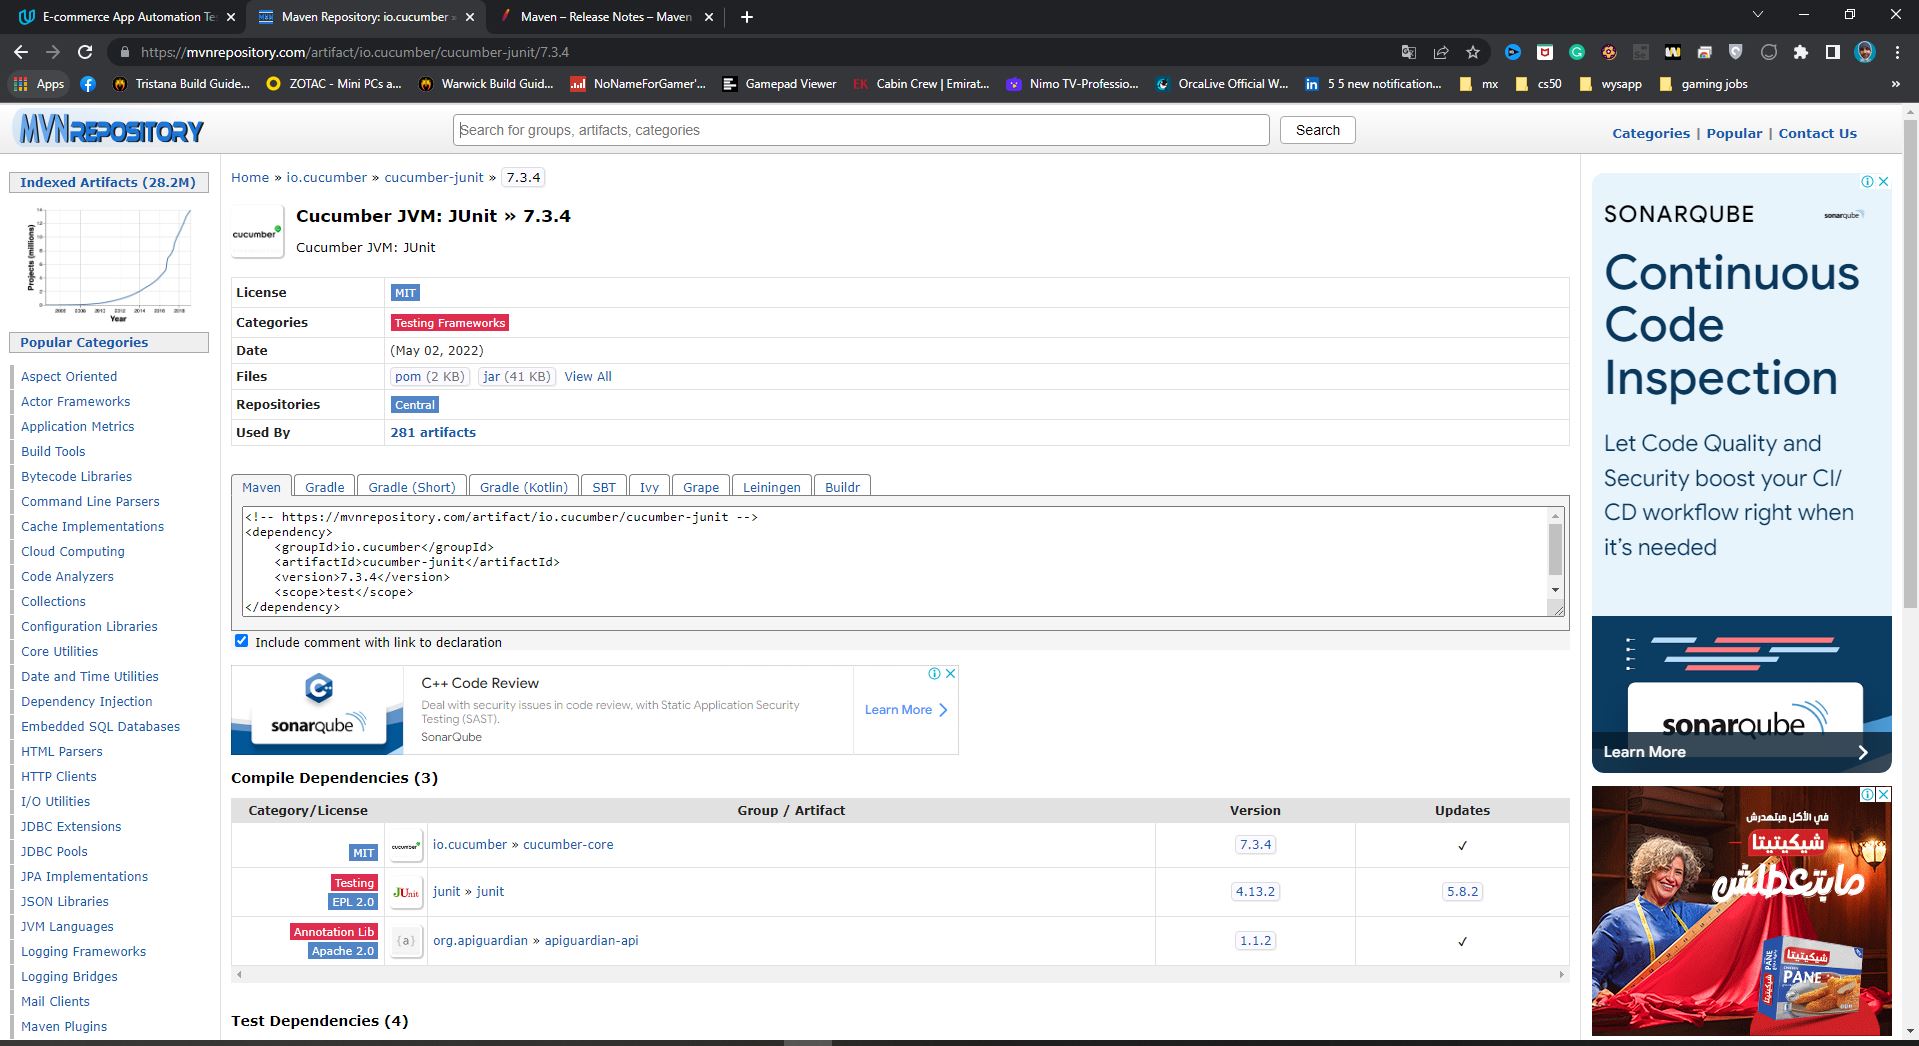 E-commerce App Automation Te
Maven Repository: io.cucumber »
Maven – Release Notes – Maven
https://mvnrepository.com/artifact/io.cucumber/cucumber-junit/7.3.4
Apps
Tristana Build Guide...
ZOTAC - Mini PCs a...
Warwick Build Guid...
NoNameForGamer'...
Gamepad Viewer
EK Cabin Crew | Emirat...
Nimo TV-Professio...
OrcaLive Official W...
5 5 new notification...
mx
cs50
wysapp
gaming jobs
»
MVNREPOSITORY
Search for groups, artifacts, categories
Search
Categories | Popular | Contact Us
Indexed Artifacts (28.2M)
Projects (millions)
Year
Popular Categories
Aspect Oriented
Actor Frameworks
Application Metrics
Build Tools
Bytecode Libraries
Command Line Parsers
Cache Implementations
Cloud Computing
Code Analyzers
Collections
Configuration Libraries
Core Utilities
Date and Time Utilities
Dependency Injection
Embedded SQL Databases
HTML Parsers
HTTP Clients
I/O Utilities
JDBC Extensions
JDBC Pools
JPA Implementations
JSON Libraries
JVM Languages
Logging Frameworks
Logging Bridges
Mail Clients
Maven Plugins
Home » io.cucumber » cucumber-junit » 7.3.4
cucumber
Cucumber JVM: JUnit » 7.3.4
Cucumber JVM: JUnit
License MIT
Categories Testing Frameworks
Date (May 02, 2022)
Files pom (2 KB) jar (41 KB) View All
Repositories Central
Used By 281 artifacts
Maven Gradle Gradle (Short) Gradle (Kotlin) SBT Ivy Grape Leiningen Buildr
<!-- https://mvnrepository.com/artifact/io.cucumber/cucumber-junit -->
<dependency>
<groupId>io.cucumber</groupId>
<artifactId>cucumber-junit</artifactId>
<version>7.3.4</version>
<scope>test</scope>
</dependency>
Include comment with link to declaration
C++
sonarqube
C++ Code Review
Deal with security issues in code review, with Static Application Security
Testing (SAST).
SonarQube
Learn More
Compile Dependencies (3)
Category/License Group / Artifact Version Updates
MIT cucumber io.cucumber » cucumber-core 7.3.4 ✓
Testing
EPL 2.0 JUnit junit » junit 4.13.2 5.8.2
Annotation Lib
Apache 2.0 {a} org.apiguardian » apiguardian-api 1.1.2 ✓
Test Dependencies (4)
SONARQUBE
sonarqube
Continuous
Code
Inspection
Let Code Quality and
Security boost your CI/
CD workflow right when
it's needed
sonarqube
Learn More
في الأكل مبتهدرش
شيكيتيتا
مابتعطلش
شيكيتيتا
PANE